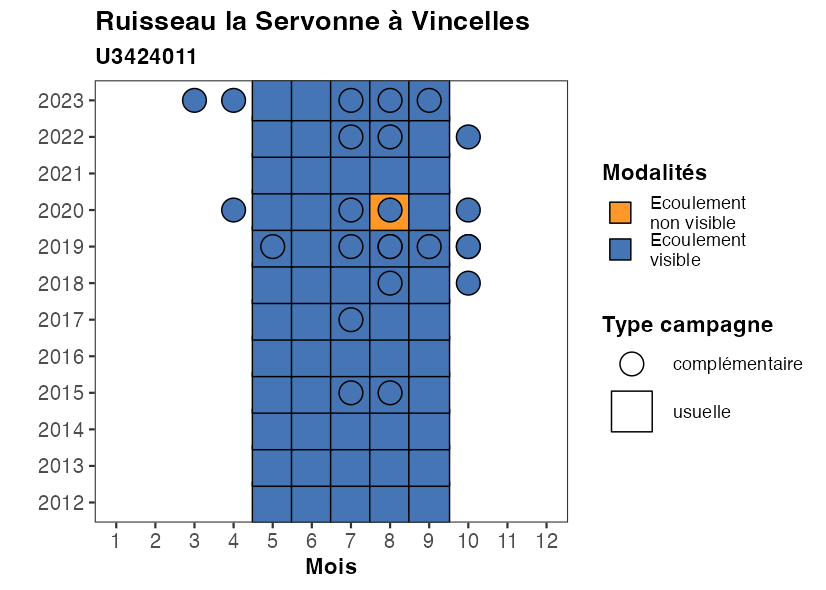 Ruisseau la Servonne à Vincelles
U3424011
2023
2022
2021
2020
2019
2018
2017
2016
2015
2014
2013
2012
1 2 3 4 5 6 7 8 9 10 11 12
Mois
Modalités
Ecoulement
non visible
Ecoulement
visible
Type campagne
complémentaire
usuelle